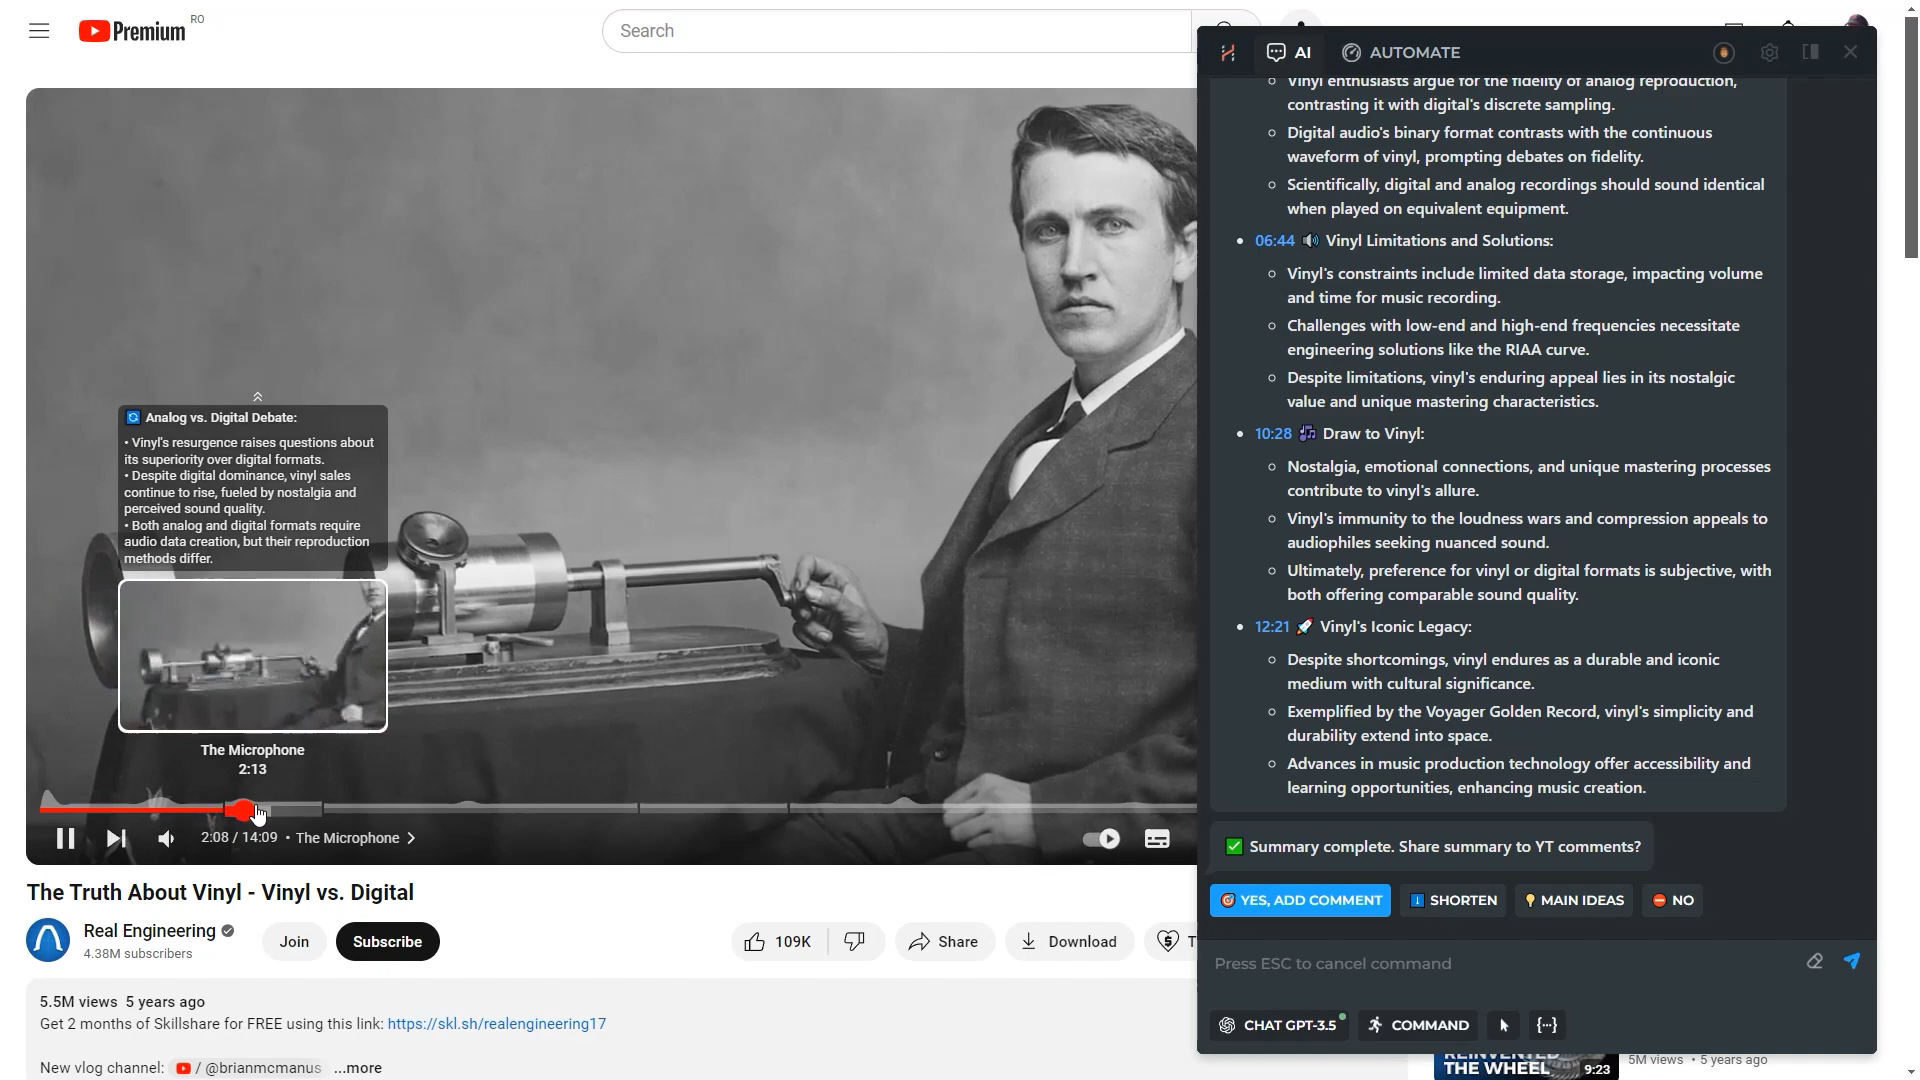 Premium RO
Search
Analog vs. Digital Debate:
• Vinyl's resurgence raises questions about
its superiority over digital formats.
• Despite digital dominance, vinyl sales
continue to rise, fueled by nostalgia and
perceived sound quality.
• Both analog and digital formats require
audio data creation, but their reproduction
methods differ.
The Microphone
2:13
2:08 / 14:09 • The Microphone
The Truth About Vinyl - Vinyl vs. Digital
Real Engineering
4.38M subscribers
Join
Subscribe
109K
Share
Download
T
5.5M views 5 years ago
Get 2 months of Skillshare for FREE using this link: https://skl.sh/realengineering17
New vlog channel: / @brianmcmanus ...more
AI
AUTOMATE
Vinyl enthusiasts argue for the fidelity of analog reproduction,
contrasting it with digital's discrete sampling.
Digital audio's binary format contrasts with the continuous
waveform of vinyl, prompting debates on fidelity.
Scientifically, digital and analog recordings should sound identical
when played on equivalent equipment.
06:44 Vinyl Limitations and Solutions:
Vinyl's constraints include limited data storage, impacting volume
and time for music recording.
Challenges with low-end and high-end frequencies necessitate
engineering solutions like the RIAA curve.
Despite limitations, vinyl's enduring appeal lies in its nostalgic
value and unique mastering characteristics.
10:28 Draw to Vinyl:
Nostalgia, emotional connections, and unique mastering processes
contribute to vinyl's allure.
Vinyl's immunity to the loudness wars and compression appeals to
audiophiles seeking nuanced sound.
Ultimately, preference for vinyl or digital formats is subjective, with
both offering comparable sound quality.
12:21 Vinyl's Iconic Legacy:
Despite shortcomings, vinyl endures as a durable and iconic
medium with cultural significance.
Exemplified by the Voyager Golden Record, vinyl's simplicity and
durability extend into space.
Advances in music production technology offer accessibility and
learning opportunities, enhancing music creation.
Summary complete. Share summary to YT comments?
YES, ADD COMMENT
SHORTEN
MAIN IDEAS
NO
Press ESC to cancel command
CHAT GPT-3.5
COMMAND
REINVENTED
THE WHEEL
9:23
5M views • 5 years ago